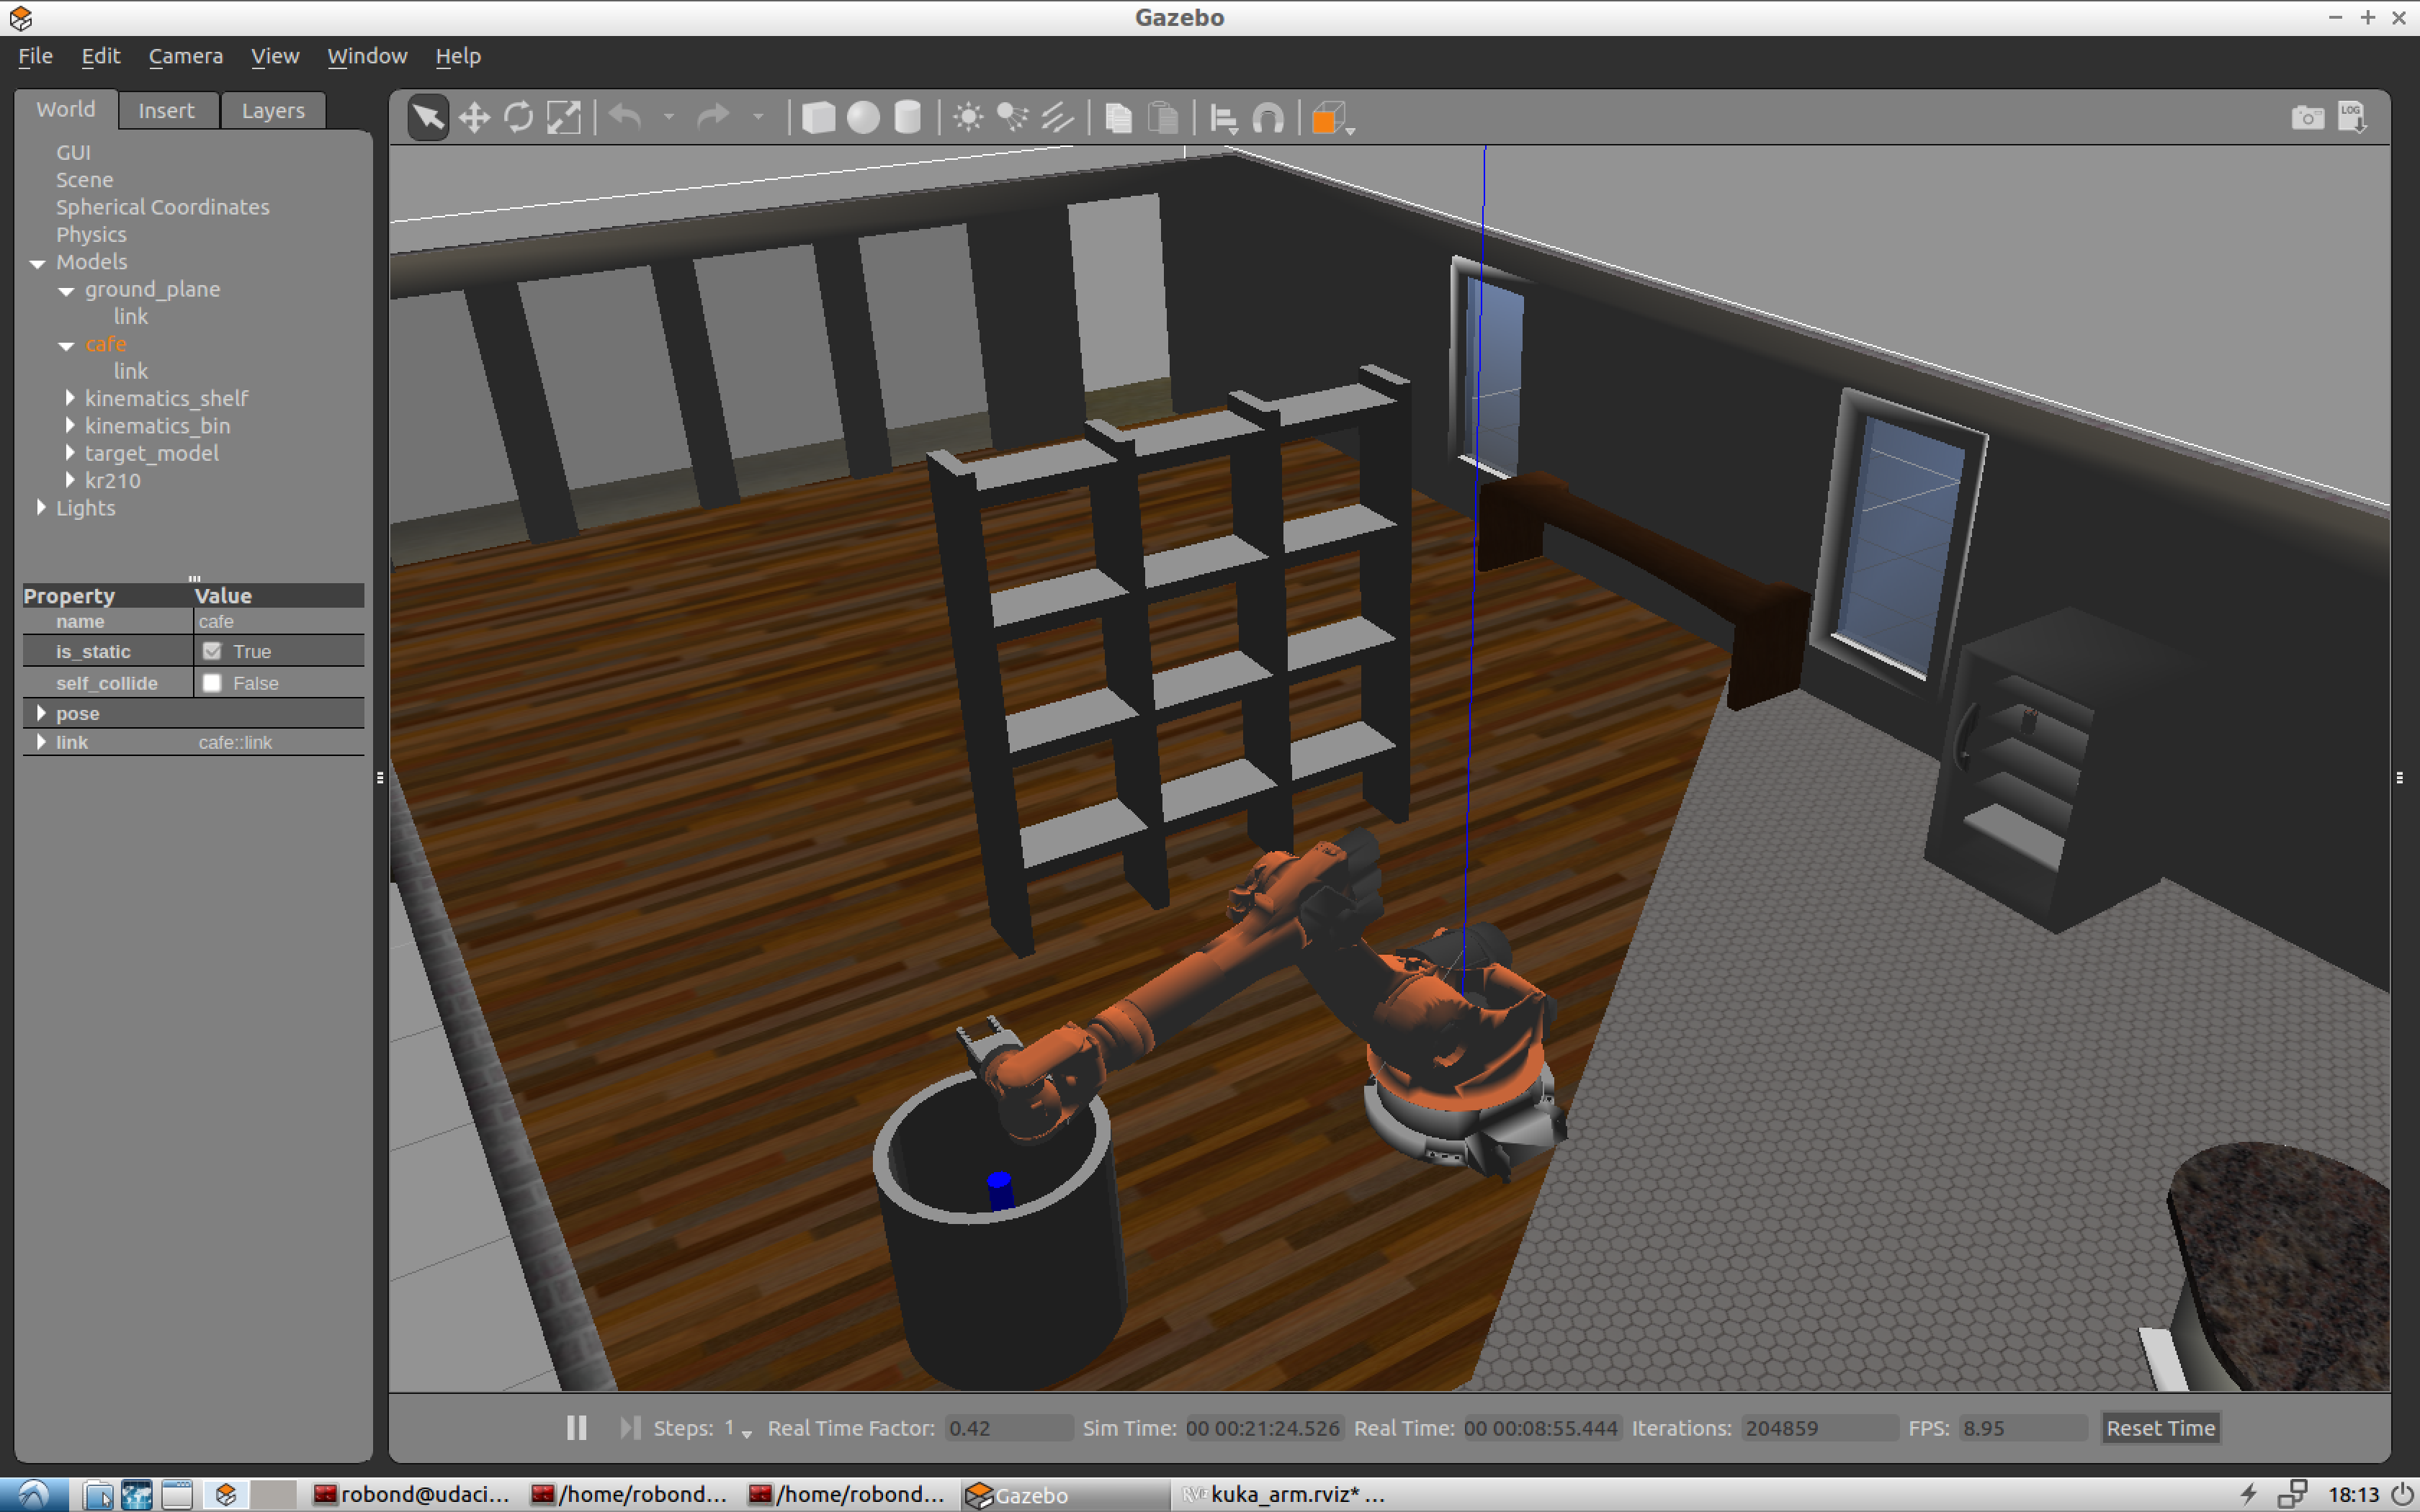 Gazebo
File Edit Camera View Window Help
World Insert Layers
LOG
GUI
Scene
Spherical Coordinates
Physics
Models
ground_plane
link
cafe
link
kinematics_shelf
kinematics_bin
target_model
kr210
Lights
Property Value
name cafe
is_static True
self_collide False
pose
link cafe::link
Steps: 1 Real Time Factor: 0.42 Sim Time: 00 00:21:24.526 Real Time: 00 00:08:55.444 Iterations: 204859 FPS: 8.95 Reset Time
robond@udaci... /home/robond... /home/robond... Gazebo RViz kuka_arm.rviz* ... 18:13